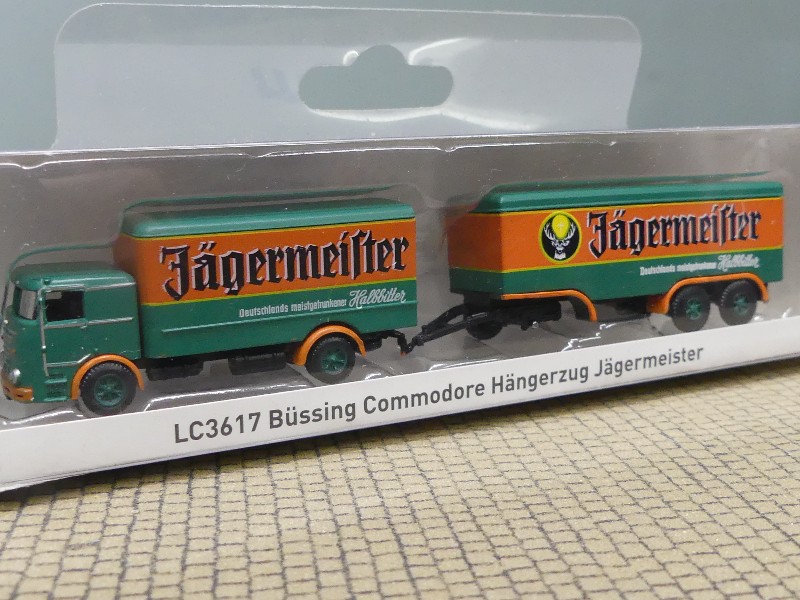 Jägermeiſter
Deutschlands meistgetrunkener Halbbitter
Jägermeiſter
Deutschlands meistgetrunkener Halbbitter
LC3617 Büssing Commodore Hängerzug Jägermeister